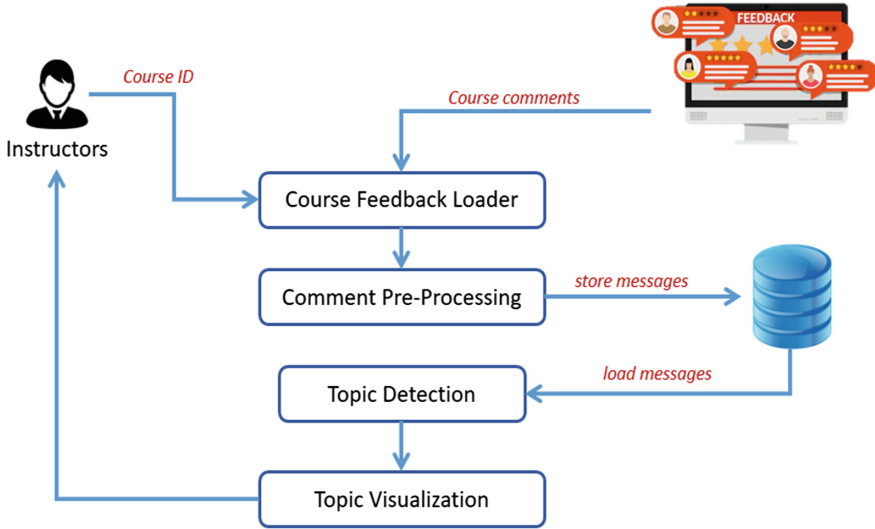 FEEDBACK
Course ID
Course comments
Instructors
Course Feedback Loader
Comment Pre-Processing
store messages
load messages
Topic Detection
Topic Visualization